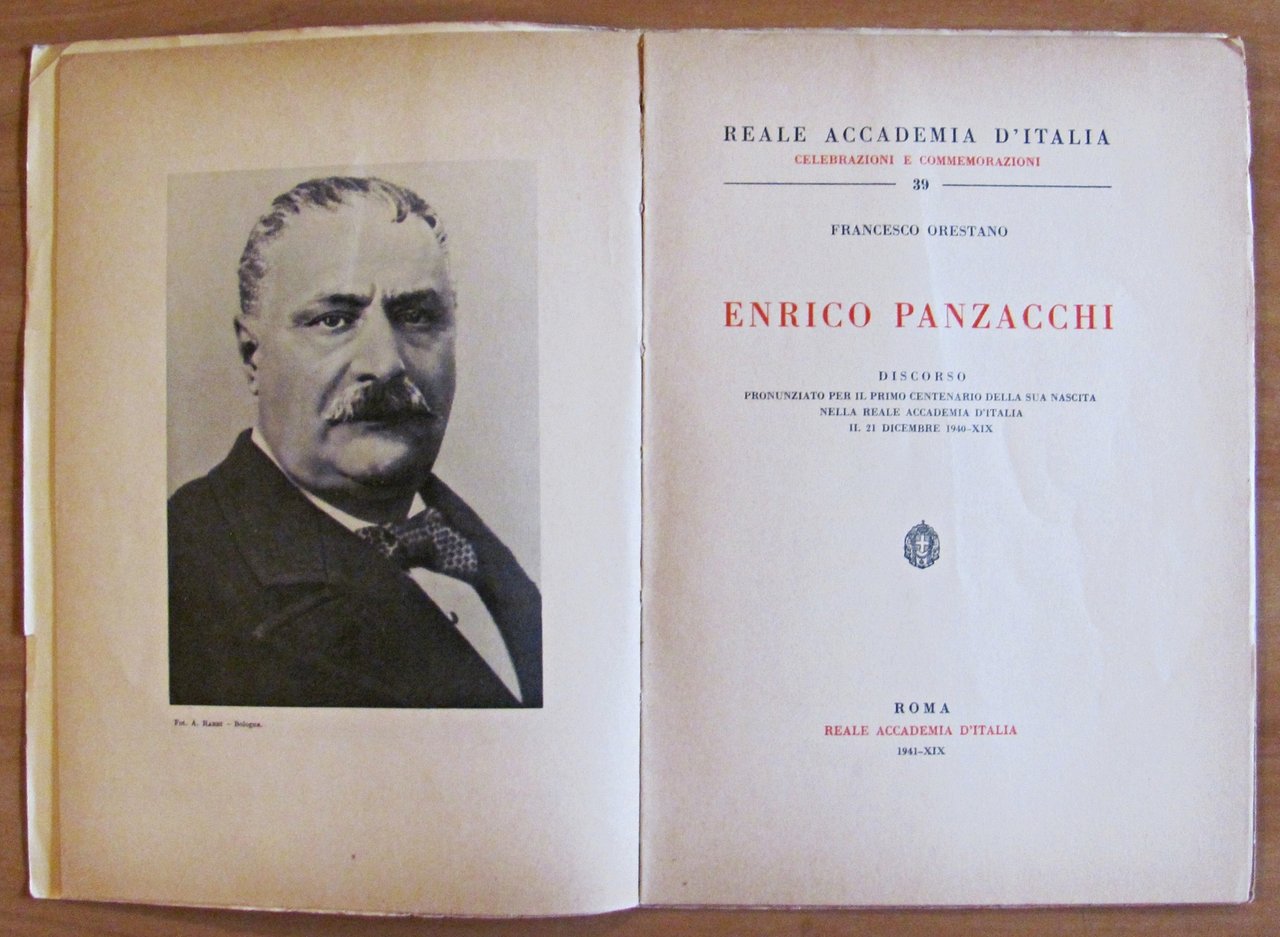 Fot. A. - Bologna.
REALE ACCADEMIA D'ITALIA
CELEBRAZIONI E COMMEMORAZIONI
39
FRANCESCO ORESTANO
ENRICO PANZACCHI
DISCORSO
PRONUNZIATO PER IL PRIMO CENTENARIO DELLA SUA NASCITA
NELLA REALE ACCADEMIA D'ITALIA
IL 21 DICEMBRE 1940-XIX
ROMA
REALE ACCADEMIA D'ITALIA
1941-XIX